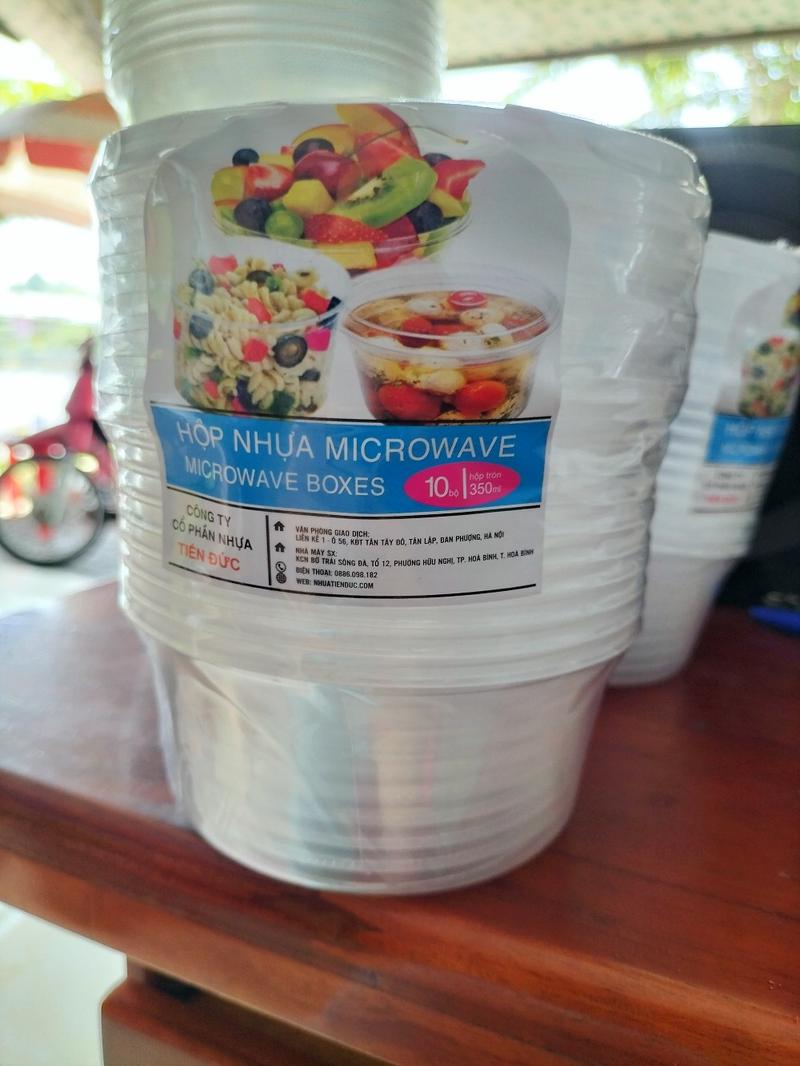 HỘP NHỰA MICROWAVE
MICROWAVE BOXES
10 bộ
hộp tròn
350ml
CÔNG TY
CỔ PHẦN NHỰA
TIẾN ĐỨC
VĂN PHÒNG GIAO DỊCH:
LIỀN KỀ 1 - Ô 56, KĐT TÂN TÂY ĐÔ, TÂN LẬP, ĐAN PHƯỢNG, HÀ NỘI
NHÀ MÁY SX:
KCN BỜ TRÁI SÔNG ĐÀ, TỔ 12, PHƯỜNG HỮU NGHỊ, TP. HOÀ BÌNH, T. HOÀ BÌNH
ĐIỆN THOẠI: 0886.098.182
WEB: NHUATIENDUC.COM